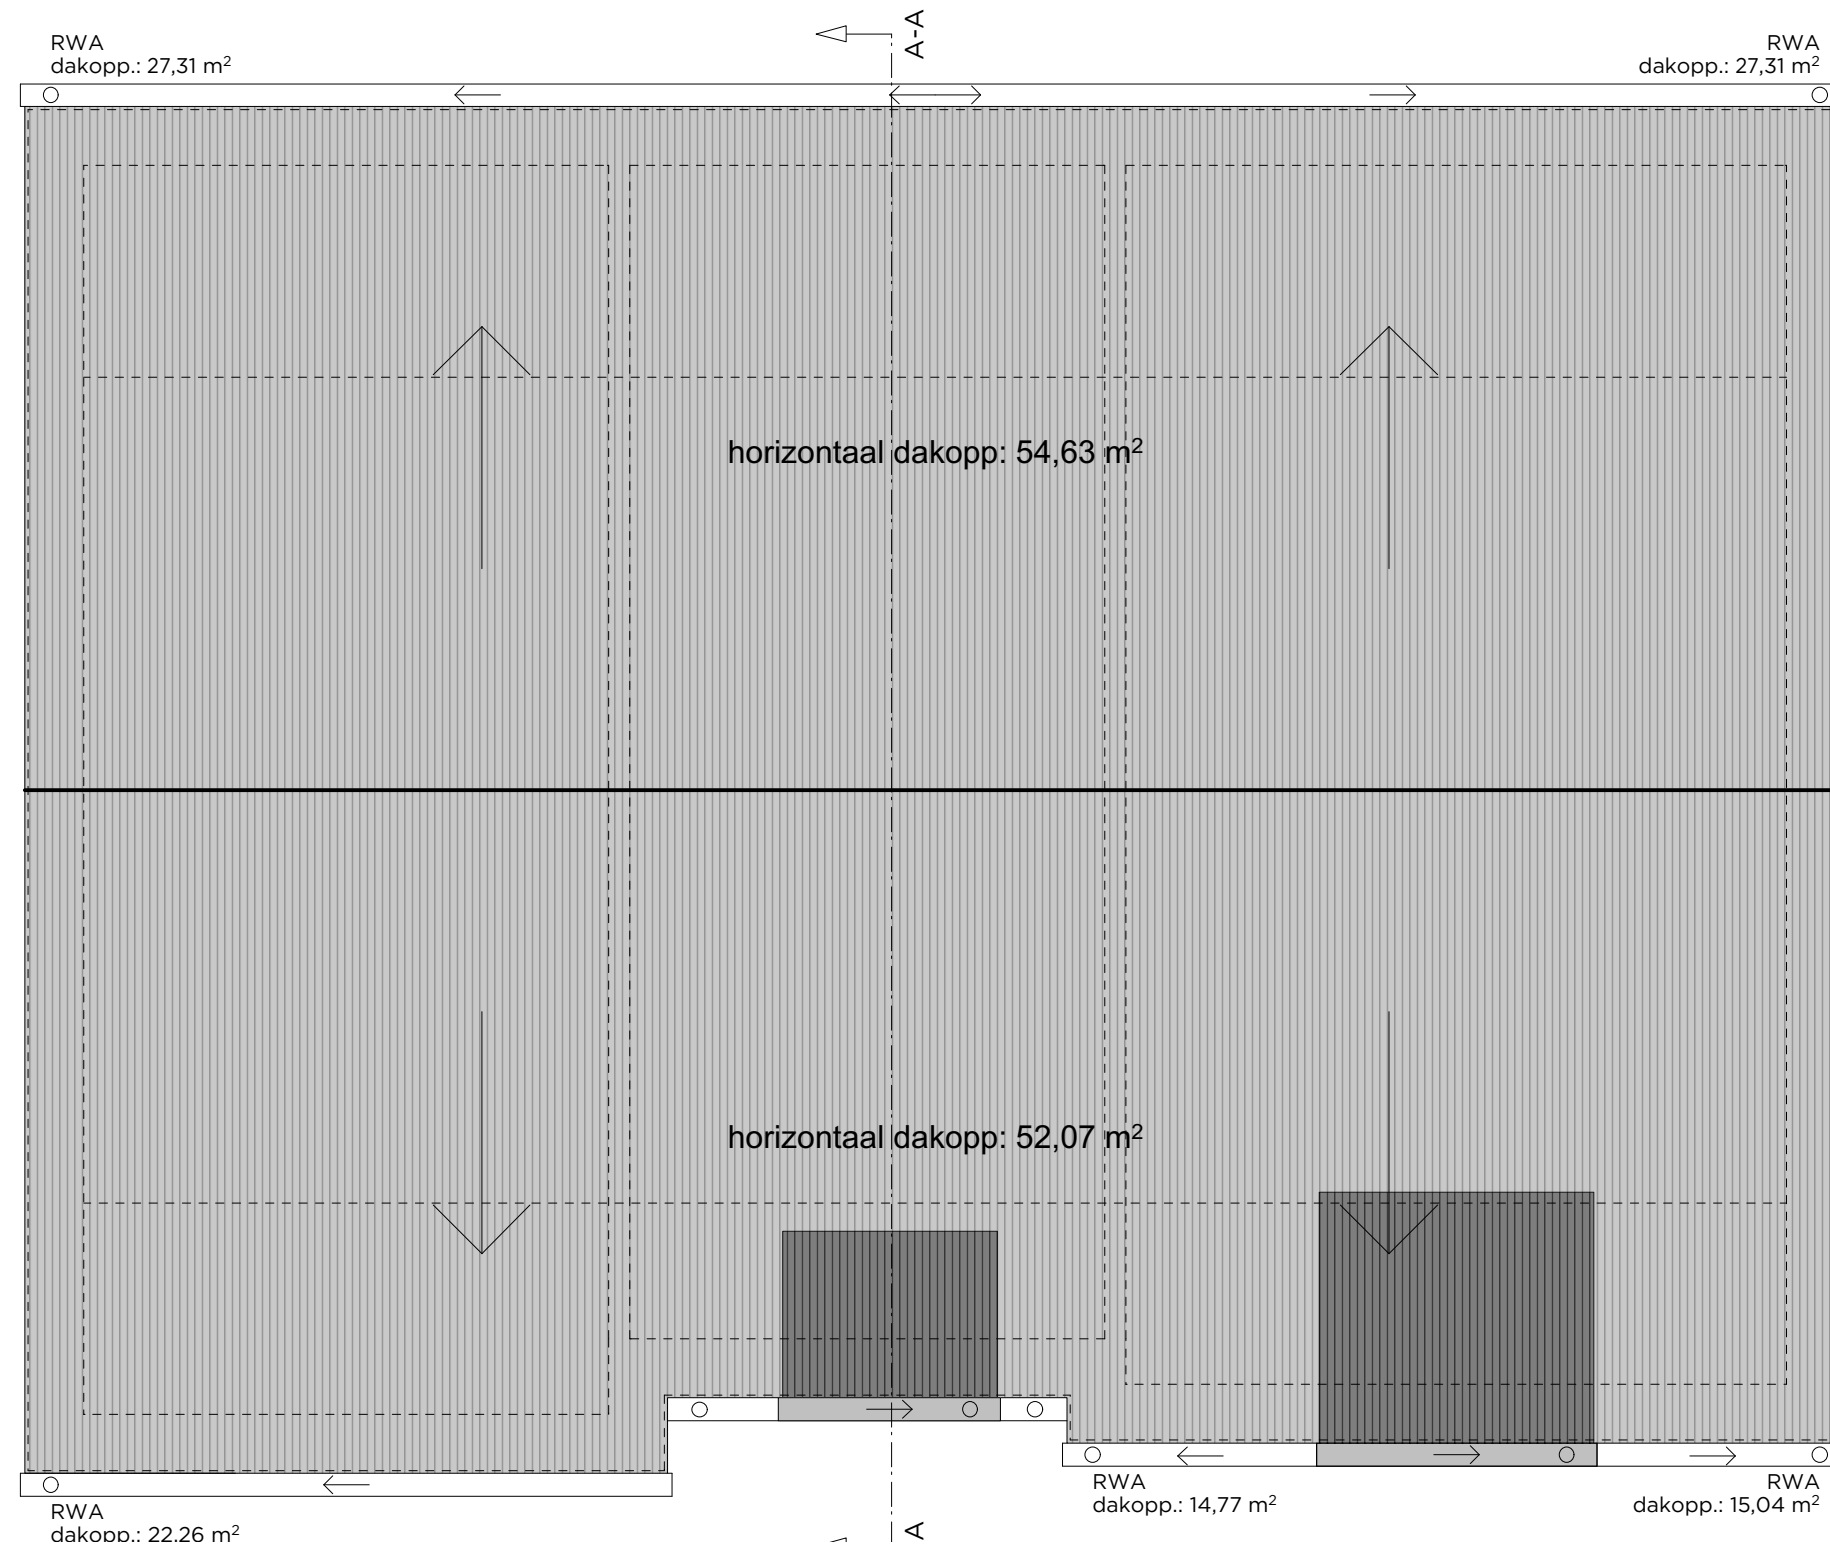 A-A
RWA
dakopp.: 27,31 m²
RWA
dakopp.: 27,31 m²
horizontaal dakopp: 54,63 m²
horizontaal dakopp: 52,07 m²
RWA
dakopp.: 14,77 m²
RWA
dakopp.: 15,04 m²
RWA
dakopp.: 22,26 m²
A